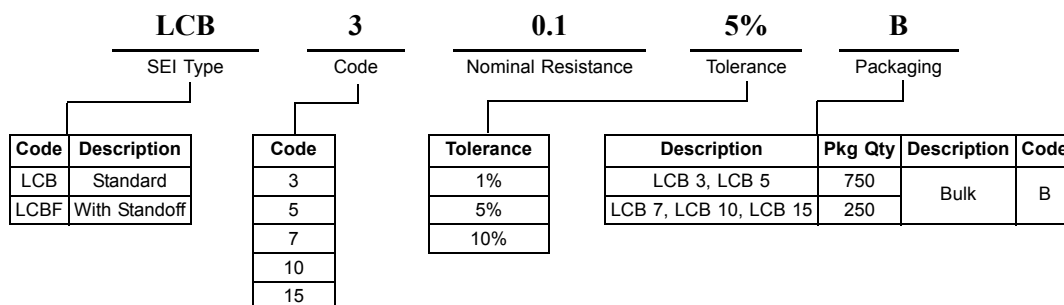 LCB 3 0.1 5% B
SEI Type Code Nominal Resistance Tolerance Packaging
Code Description
LCB Standard
LCBF With Standoff
Code
3
5
7
10
15
Tolerance
1%
5%
10%
Description Pkg Qty Description Code
LCB 3, LCB 5 750 Bulk B
LCB 7, LCB 10, LCB 15 250